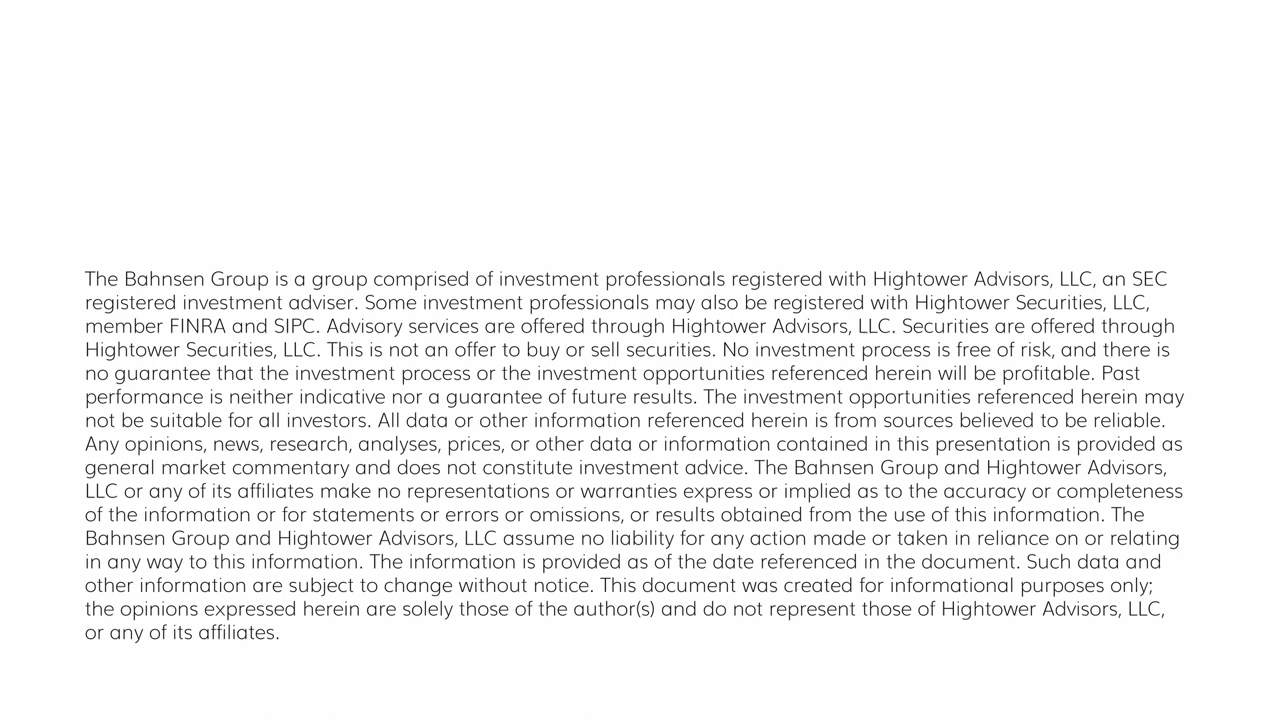 The Bahnsen Group is a group comprised of investment professionals registered with Hightower Advisors, LLC, an SEC
registered investment adviser. Some investment professionals may also be registered with Hightower Securities, LLC,
member FINRA and SIPC. Advisory services are offered through Hightower Advisors, LLC. Securities are offered through
Hightower Securities, LLC. This is not an offer to buy or sell securities. No investment process is free of risk, and there is
no guarantee that the investment process or the investment opportunities referenced herein will be profitable. Past
performance is neither indicative nor a guarantee of future results. The investment opportunities referenced herein may
not be suitable for all investors. All data or other information referenced herein is from sources believed to be reliable.
Any opinions, news, research, analyses, prices, or other data or information contained in this presentation is provided as
general market commentary and does not constitute investment advice. The Bahnsen Group and Hightower Advisors,
LLC or any of its affiliates make no representations or warranties express or implied as to the accuracy or completeness
of the information or for statements or errors or omissions, or results obtained from the use of this information. The
Bahnsen Group and Hightower Advisors, LLC assume no liability for any action made or taken in reliance on or relating
in any way to this information. The information is provided as of the date referenced in the document. Such data and
other information are subject to change without notice. This document was created for informational purposes only;
the opinions expressed herein are solely those of the author(s) and do not represent those of Hightower Advisors, LLC,
or any of its affiliates.